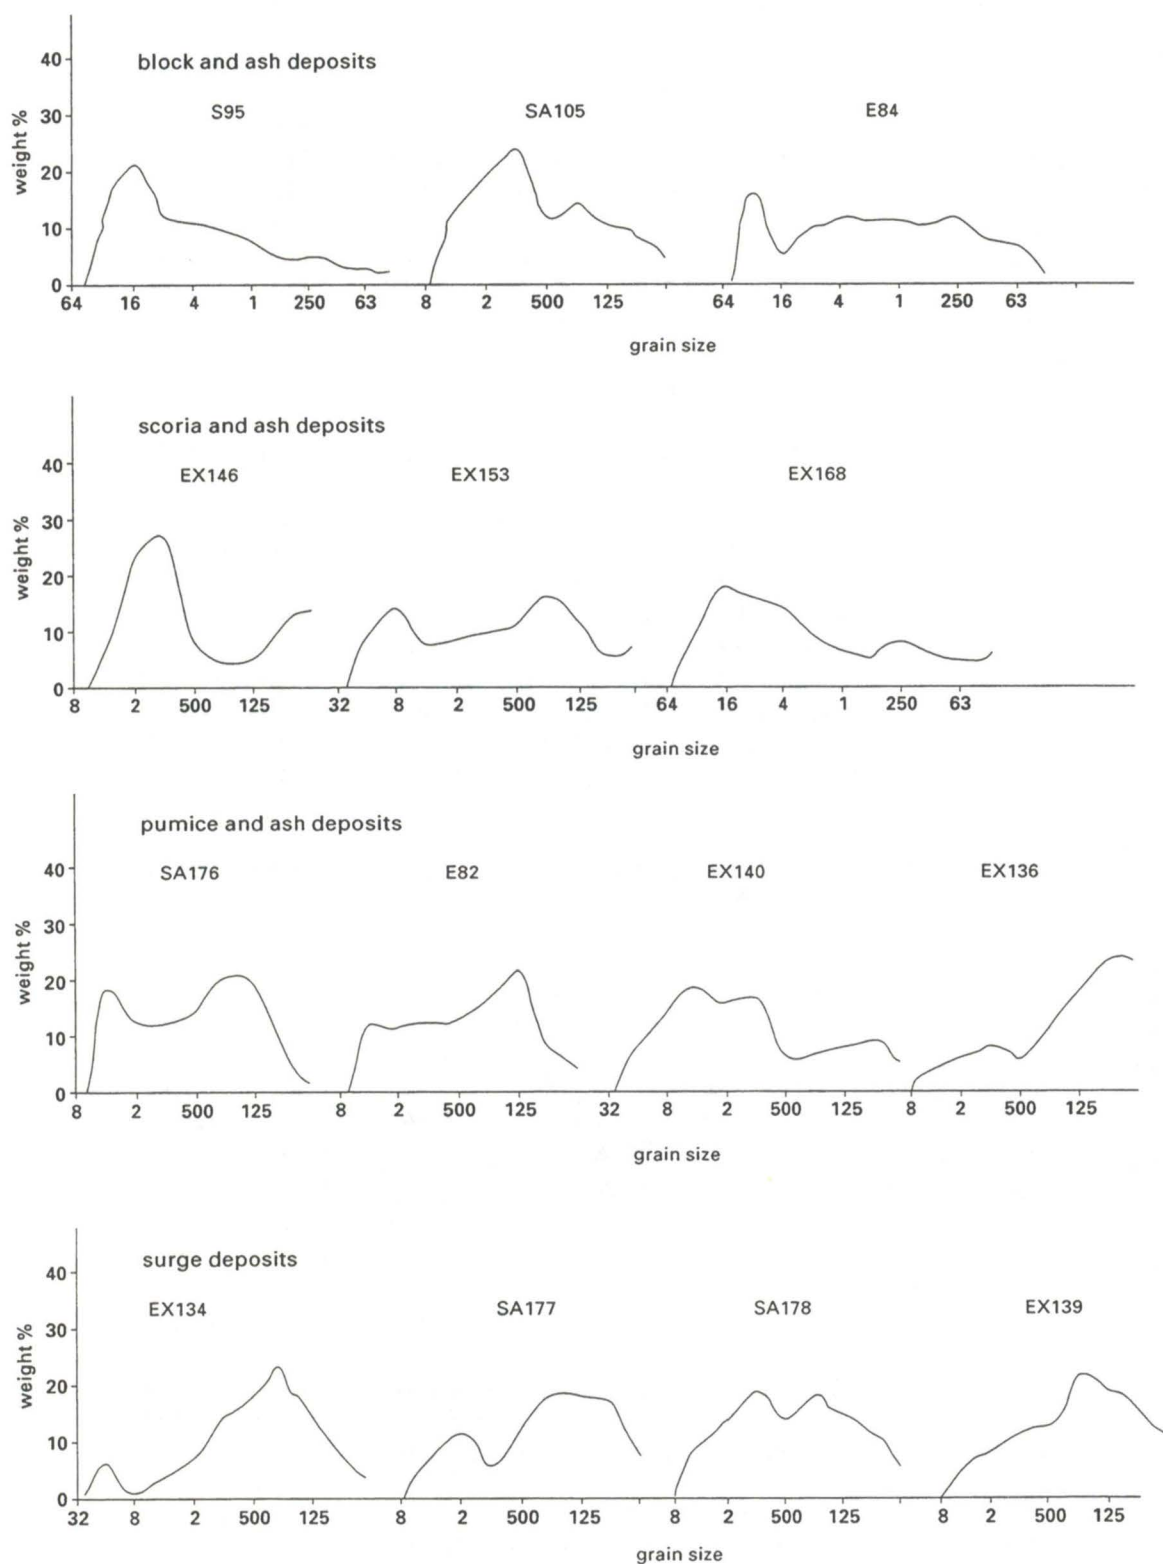 block and ash deposits
S95 SA105 E84
weight %
40
30
20
10
0
64 16 4 1 250 63 8 2 500 125 64 16 4 1 250 63
grain size
scoria and ash deposits
EX146 EX153 EX168
weight %
40
30
20
10
0
8 2 500 125 32 8 2 500 125 64 16 4 1 250 63
grain size
pumice and ash deposits
SA176 E82 EX140 EX136
weight %
40
30
20
10
0
8 2 500 125 8 2 500 125 32 8 2 500 125 8 2 500 125
grain size
surge deposits
EX134 SA177 SA178 EX139
weight %
40
30
20
10
0
32 8 2 500 125 8 2 500 125 8 2 500 125 8 2 500 125
grain size